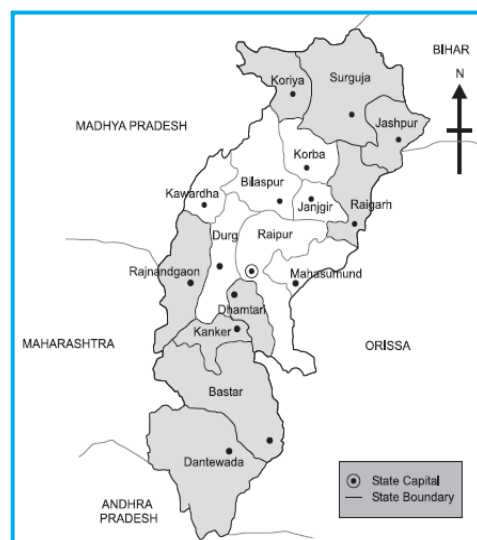 BIHAR
N
Koriya
Surguja
Jashpur
MADHYA PRADESH
Korba
Bilaspur
Kawardha
Janjgir
Raigarh
Durg
Raipur
Rajnandgaon
Mahasumund
Dhamtari
Kanker
MAHARASHTRA
ORISSA
Bastar
Dantewada
State Capital
State Boundary
ANDHRA
PRADESH